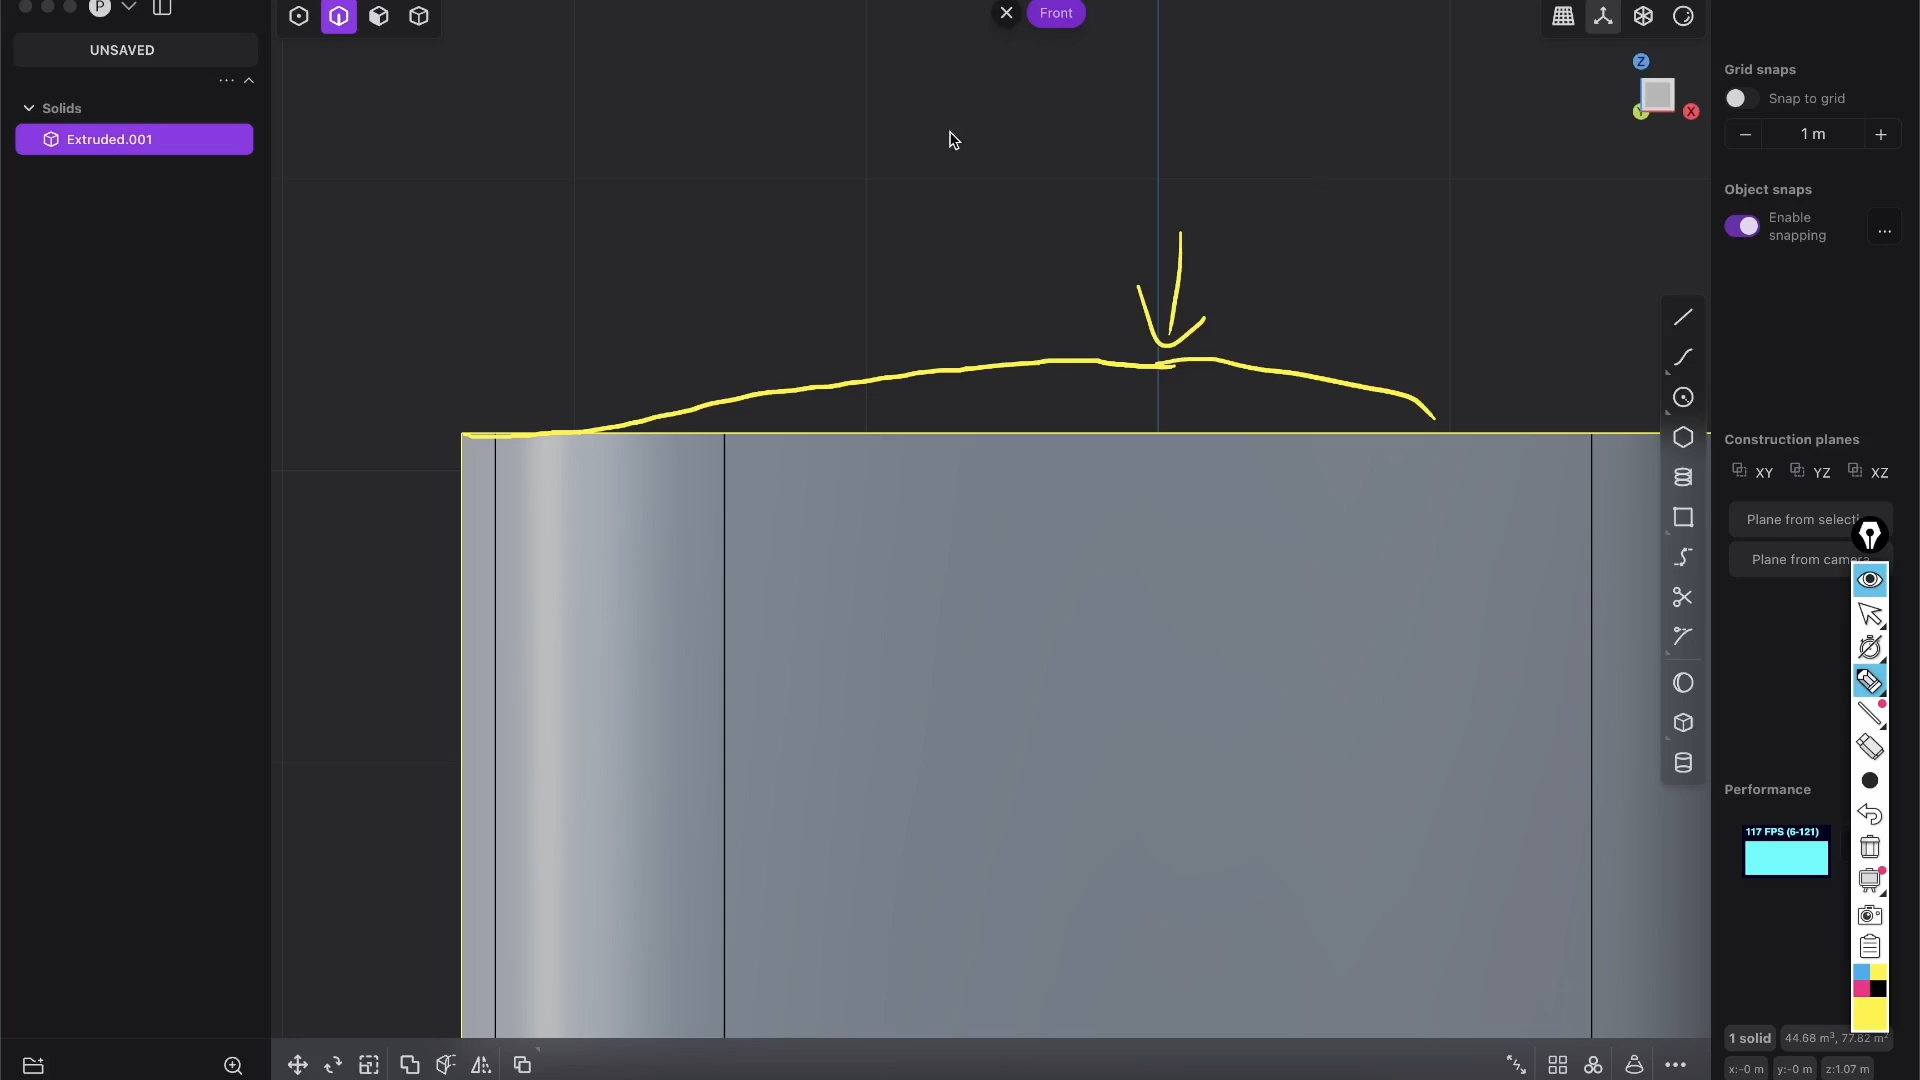 P
Front
UNSAVED
Z
Grid snaps
X
Snap to grid
Solids
1 m
Extruded.001
Object snaps
Enable
snapping
Construction planes
XY YZ XZ
Plane from selecti
Plane from camera
Performance
117 FPS (6-121)
1 solid 44.68 m³, 77.82 m²
x:-0 m y:-0 m z:1.07 m